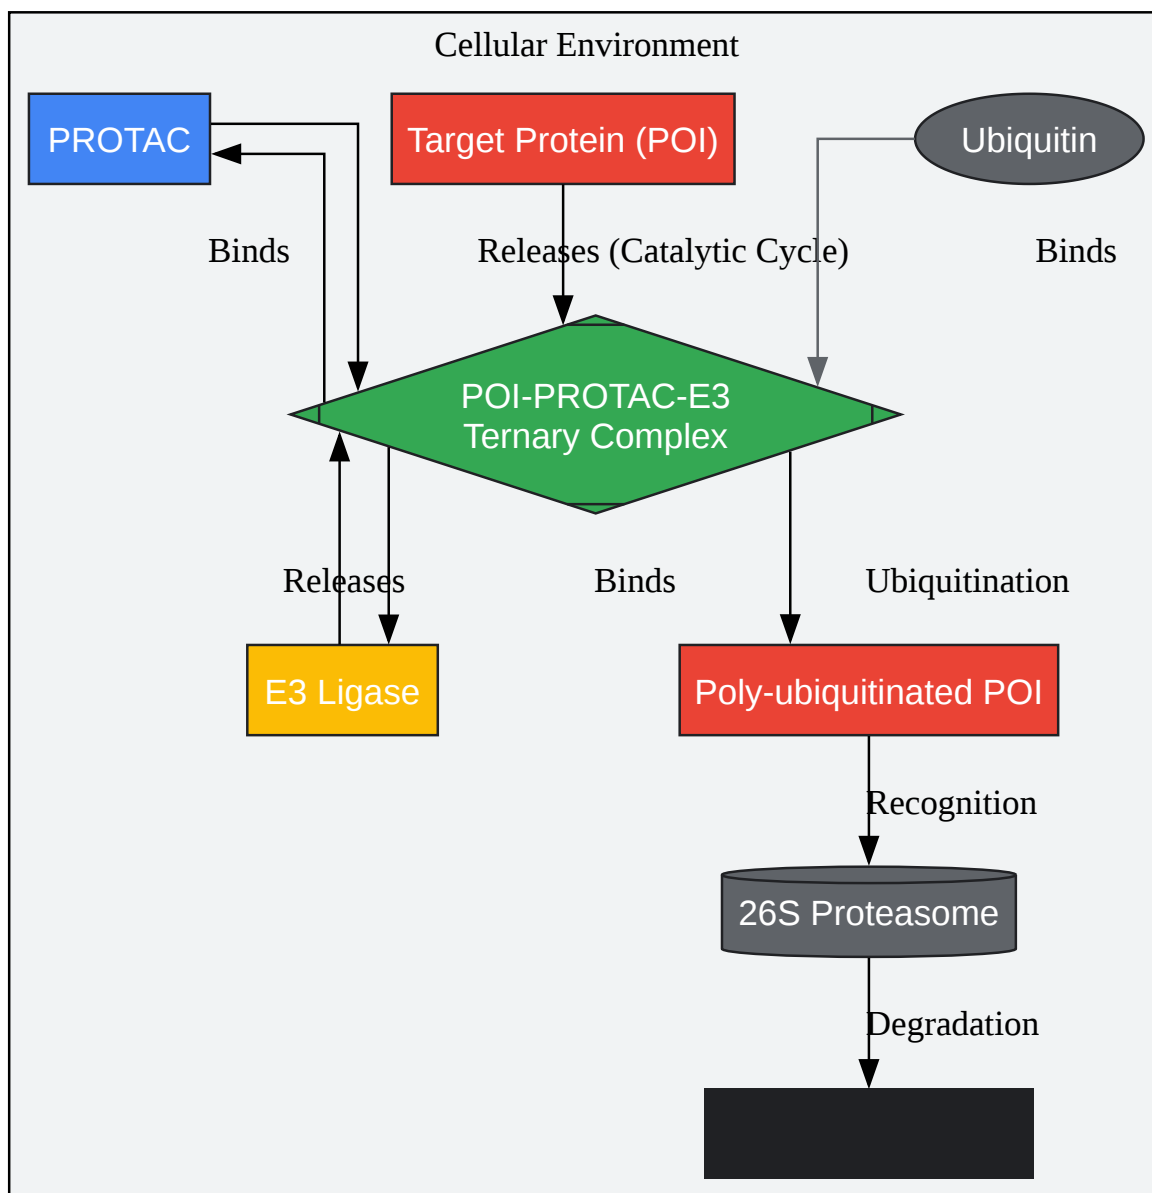 Cellular Environment
PROTAC
Target Protein (POI)
Ubiquitin
Binds
Releases (Catalytic Cycle)
Binds
POI-PROTAC-E3
Ternary Complex
Releases
Binds
Ubiquitination
E3 Ligase
Poly-ubiquitinated POI
Recognition
26S Proteasome
Degradation